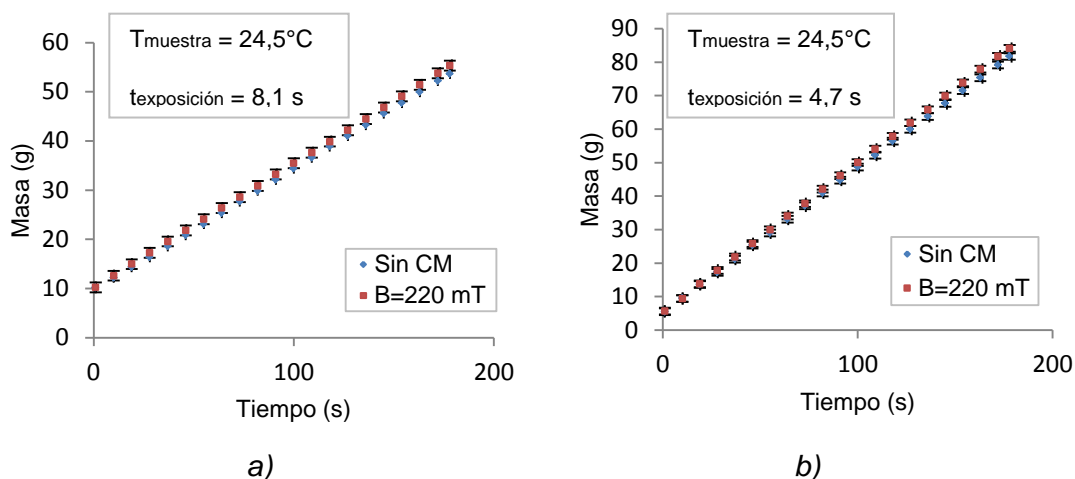 Tmuestra = 24,5°C
texposición = 8,1 s
Masa (g)
60
50
40
30
20
10
0
0
100
200
Tiempo (s)
Sin CM
B=220 mT
a)
Tmuestra = 24,5°C
texposición = 4,7 s
Masa (g)
90
80
70
60
50
40
30
20
10
0
0
100
200
Tiempo (s)
Sin CM
B=220 mT
b)